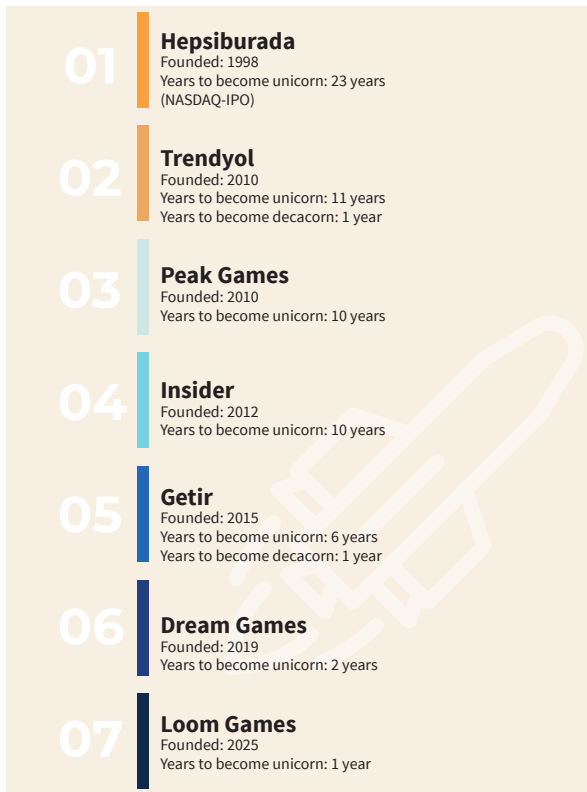 01
Hepsiburada
Founded: 1998
Years to become unicorn: 23 years
(NASDAQ-IPO)
02
Trendyol
Founded: 2010
Years to become unicorn: 11 years
Years to become decacorn: 1 year
03
Peak Games
Founded: 2010
Years to become unicorn: 10 years
04
Insider
Founded: 2012
Years to become unicorn: 10 years
05
Getir
Founded: 2015
Years to become unicorn: 6 years
Years to become decacorn: 1 year
06
Dream Games
Founded: 2019
Years to become unicorn: 2 years
07
Loom Games
Founded: 2025
Years to become unicorn: 1 year